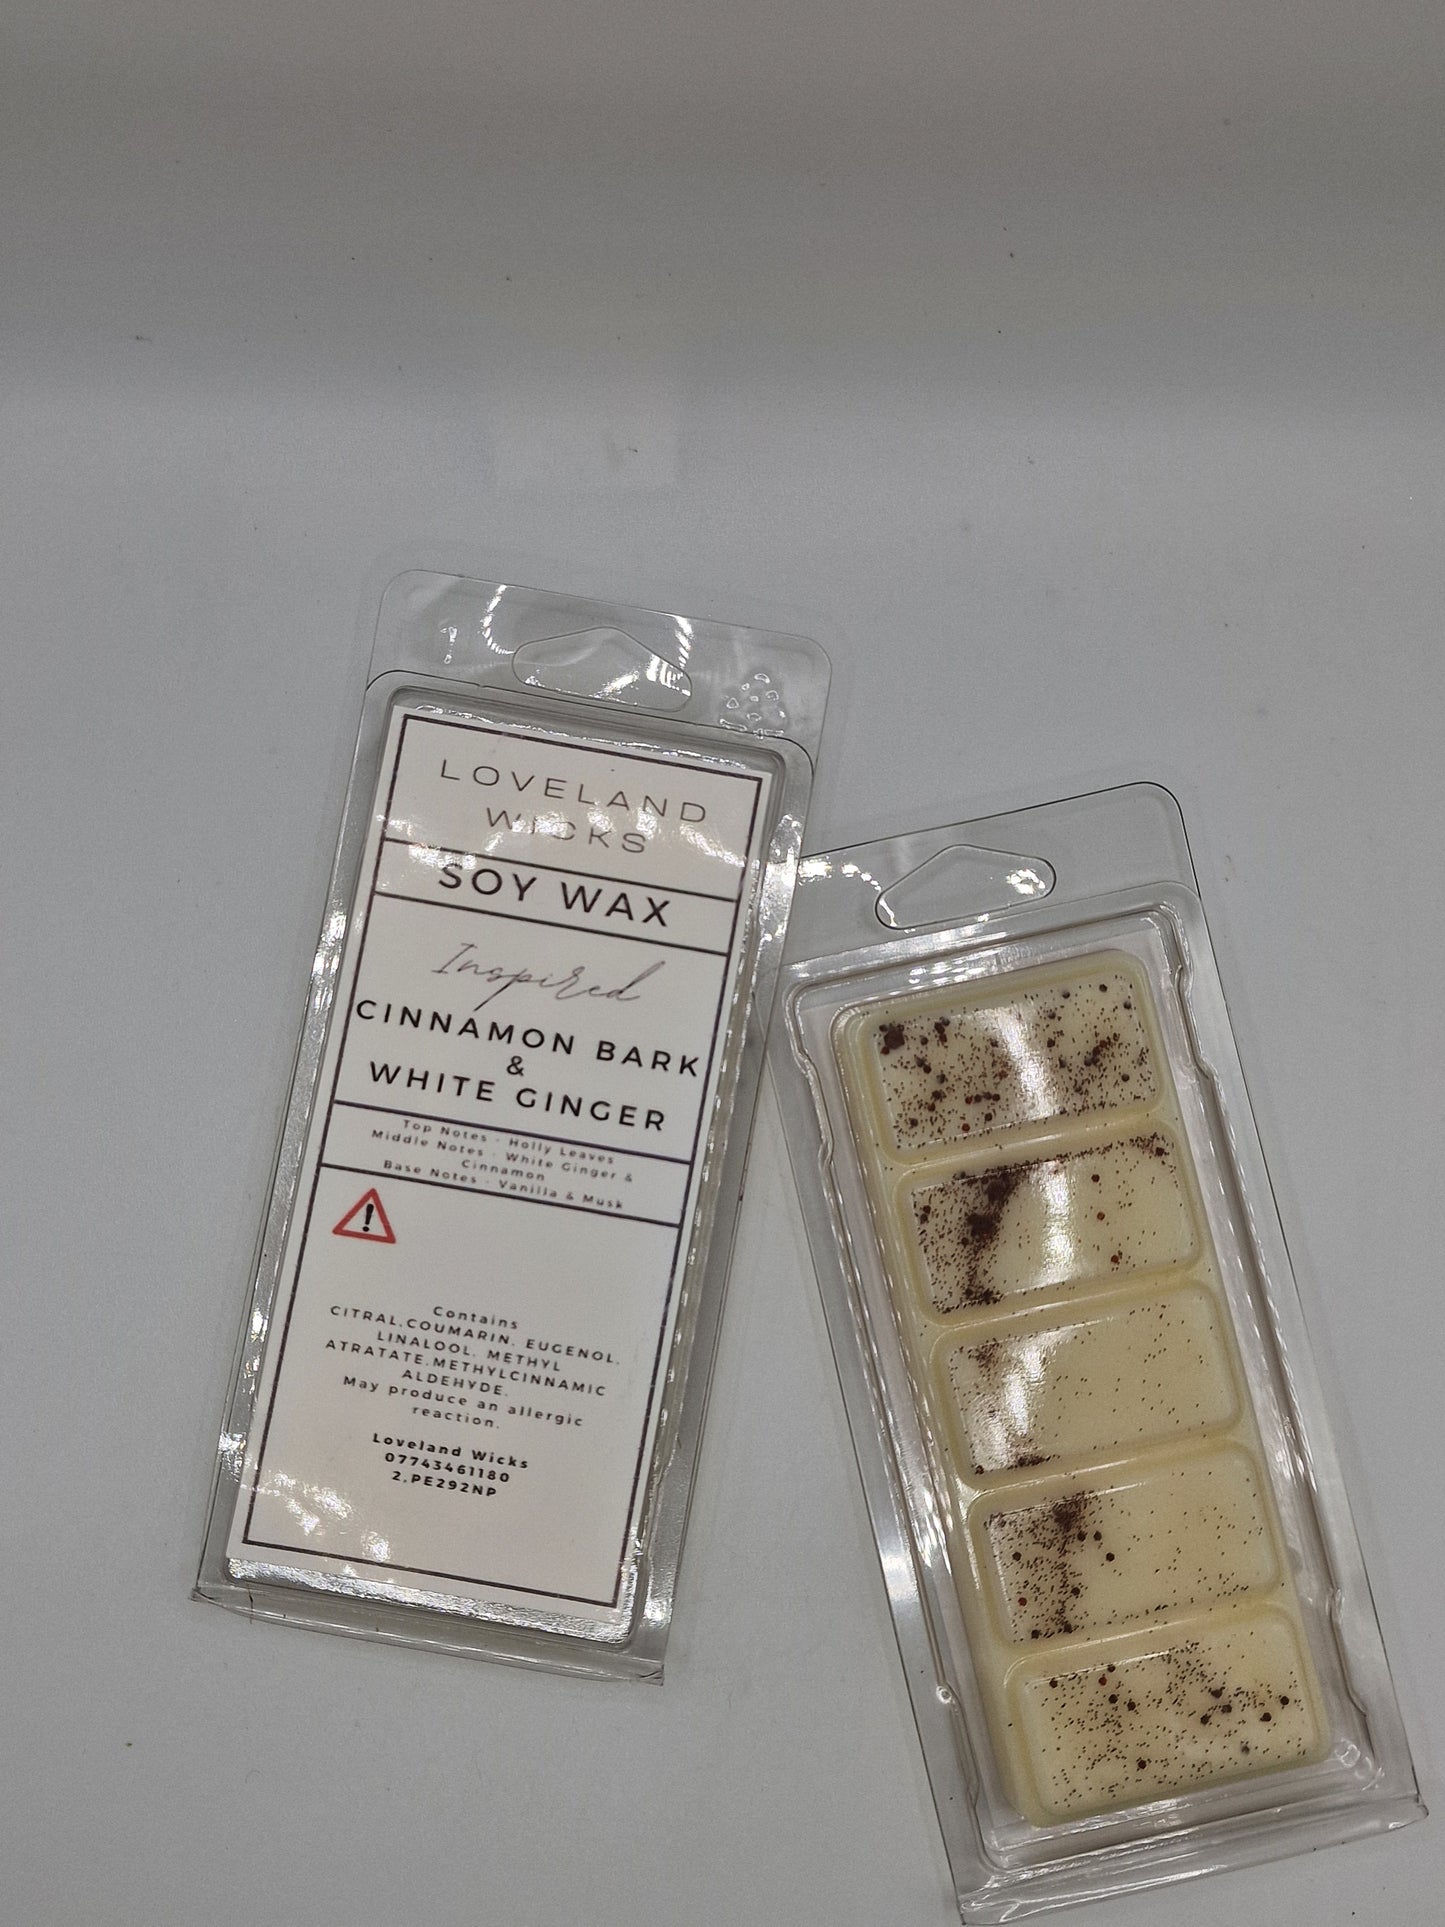 LOVELAND
WICKS
SOY WAX
Inspired
CINNAMON BARK
&
WHITE GINGER
Top Notes - Holly Leaves
Middle Notes - White Ginger &
Cinnamon
Base Notes - Vanilla & Musk
!
Contains
CITRAL,COUMARIN, EUGENOL,
LINALOOL, METHYL
ATRATATE,METHYLCINNAMIC
ALDEHYDE.
May produce an allergic
reaction.
Loveland Wicks
07743461180
2,PE292NP